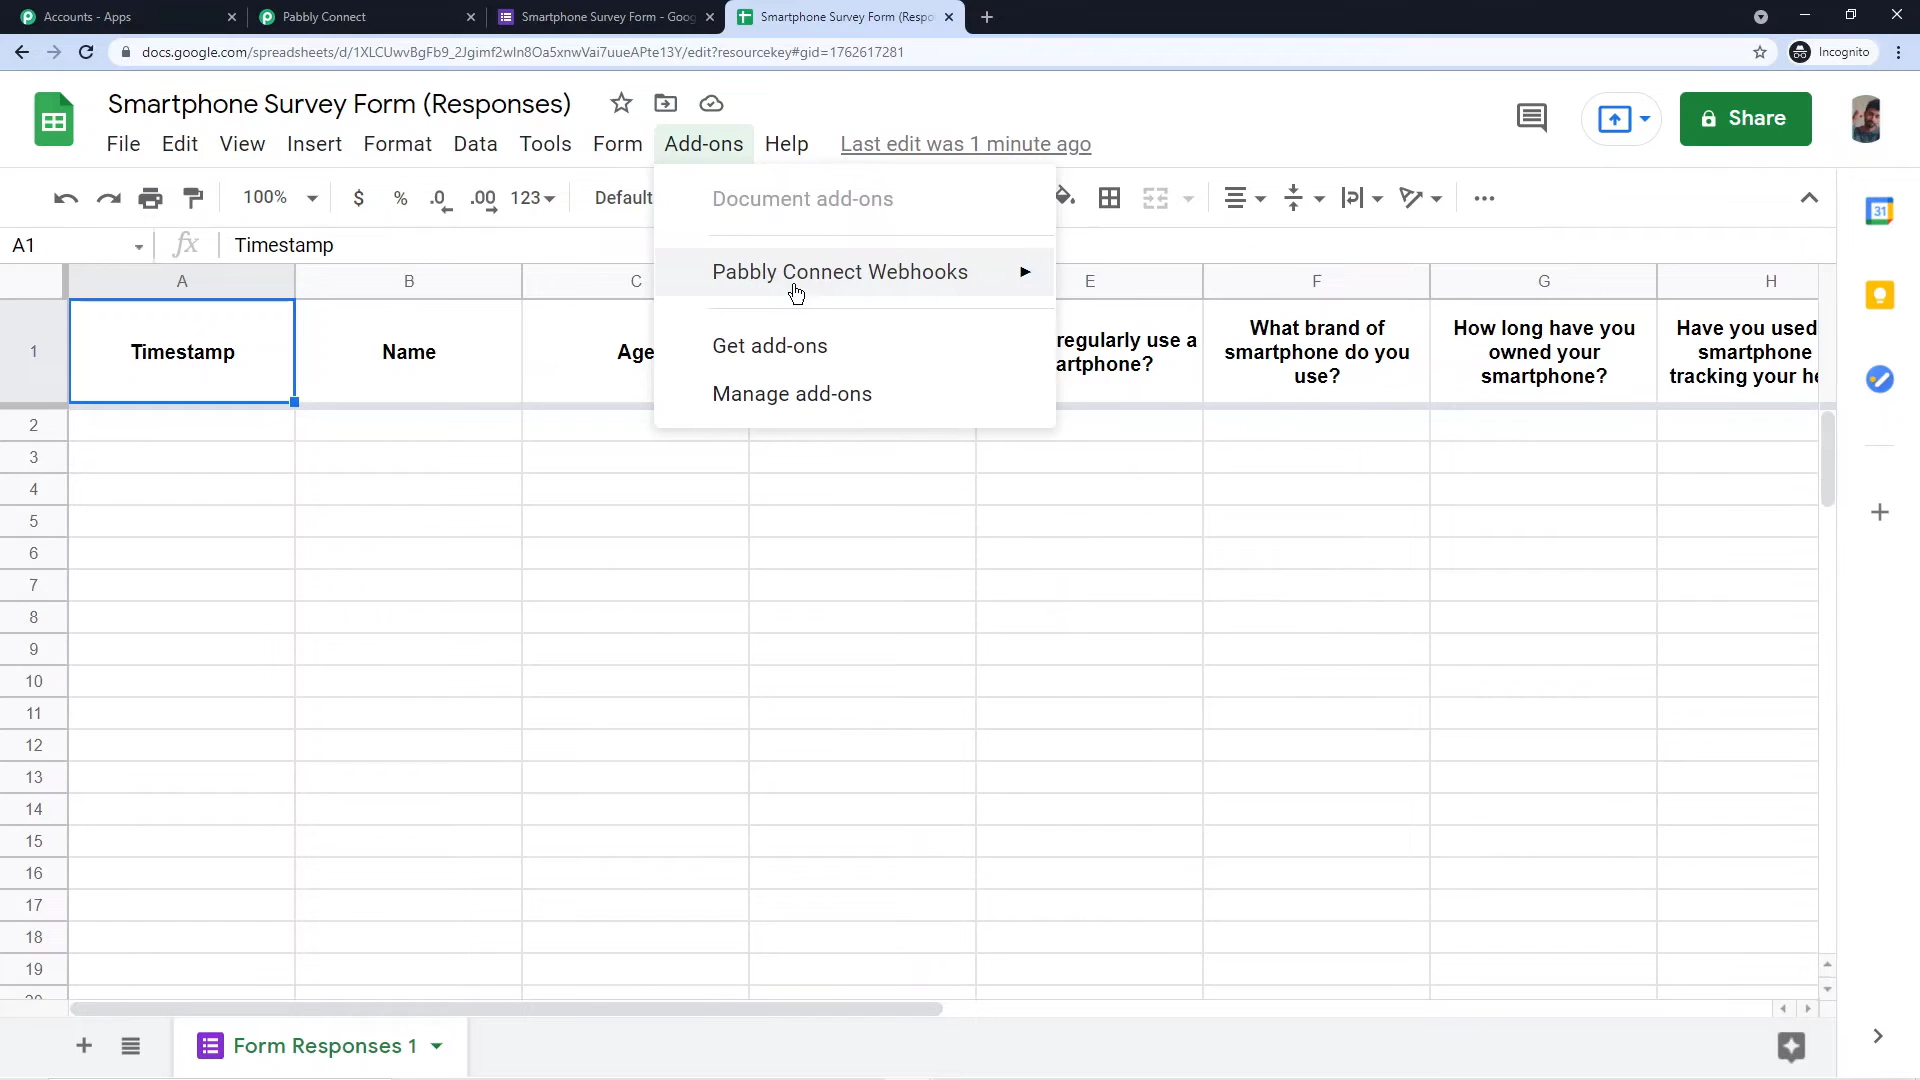 Accounts - Apps
Pabbly Connect
Smartphone Survey Form - Goog
Smartphone Survey Form (Respo
docs.google.com/spreadsheets/d/1XLCUwvBgFb9_2Jgimf2wIn8Oa5xnwVai7uueAPte13Y/edit?resourcekey#gid=1762617281
Incognito
Smartphone Survey Form (Responses)
Share
File Edit View Insert Format Data Tools Form Add-ons Help Last edit was 1 minute ago
100% $ % .0 .00 123 Default
Document add-ons
Pabbly Connect Webhooks
Get add-ons
Manage add-ons
A1 fx Timestamp
A B C E F G H
1 Timestamp Name Age
regularly use a
artphone?
What brand of
smartphone do you
use?
How long have you
owned your
smartphone?
Have you used
smartphone
tracking your he
2
3
4
5
6
7
8
9
10
11
12
13
14
15
16
17
18
19
20
Form Responses 1
31